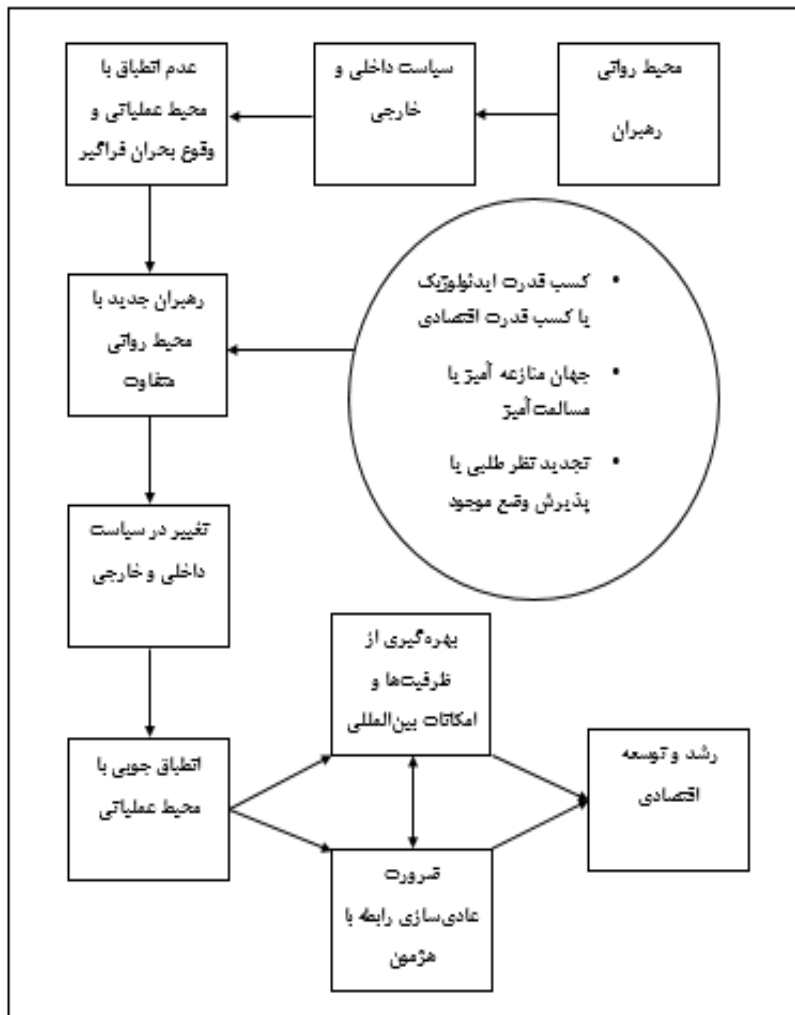 محیط روانی
رهبران
سیاست داخلی و
خارجی
عدم انطباق با
محیط عملیاتی و
وقوع بحران فراگیر
رهبران جدید با
محیط روانی
متفاوت
• کسب قدرت ایدئولوژیک
یا کسب قدرت اقتصادی
• جهان منازعه آمیز یا
مسالمت‌آمیز
• تجدید نظر طلبی یا
پذیرش وضع موجود
تغییر در سیاست
داخلی و خارجی
انطباق جویی با
محیط عملیاتی
بهره‌گیری از
ظرفیت‌ها و
امکانات بین‌المللی
ضرورت
عادی‌سازی رابطه با
هژمون
رشد و توسعه
اقتصادی